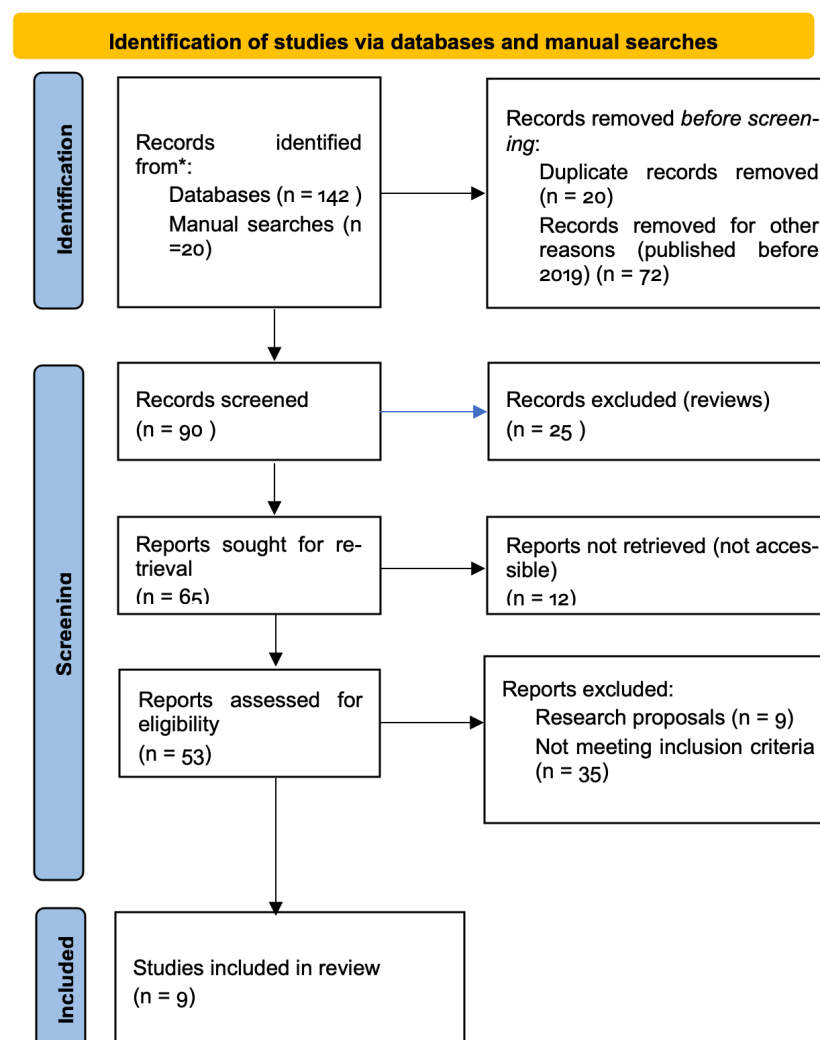 Identification of studies via databases and manual searches
Identification
Records identified
from*:
Databases (n = 142 )
Manual searches (n
=20)
Records removed before screen-
ing:
Duplicate records removed
(n = 20)
Records removed for other
reasons (published before
2019) (n = 72)
Screening
Records screened
(n = 90 )
Records excluded (reviews)
(n = 25 )
Reports sought for re-
trieval
(n = 65)
Reports not retrieved (not acces-
sible)
(n = 12)
Reports assessed for
eligibility
(n = 53)
Reports excluded:
Research proposals (n = 9)
Not meeting inclusion criteria
(n = 35)
Included
Studies included in review
(n = 9)